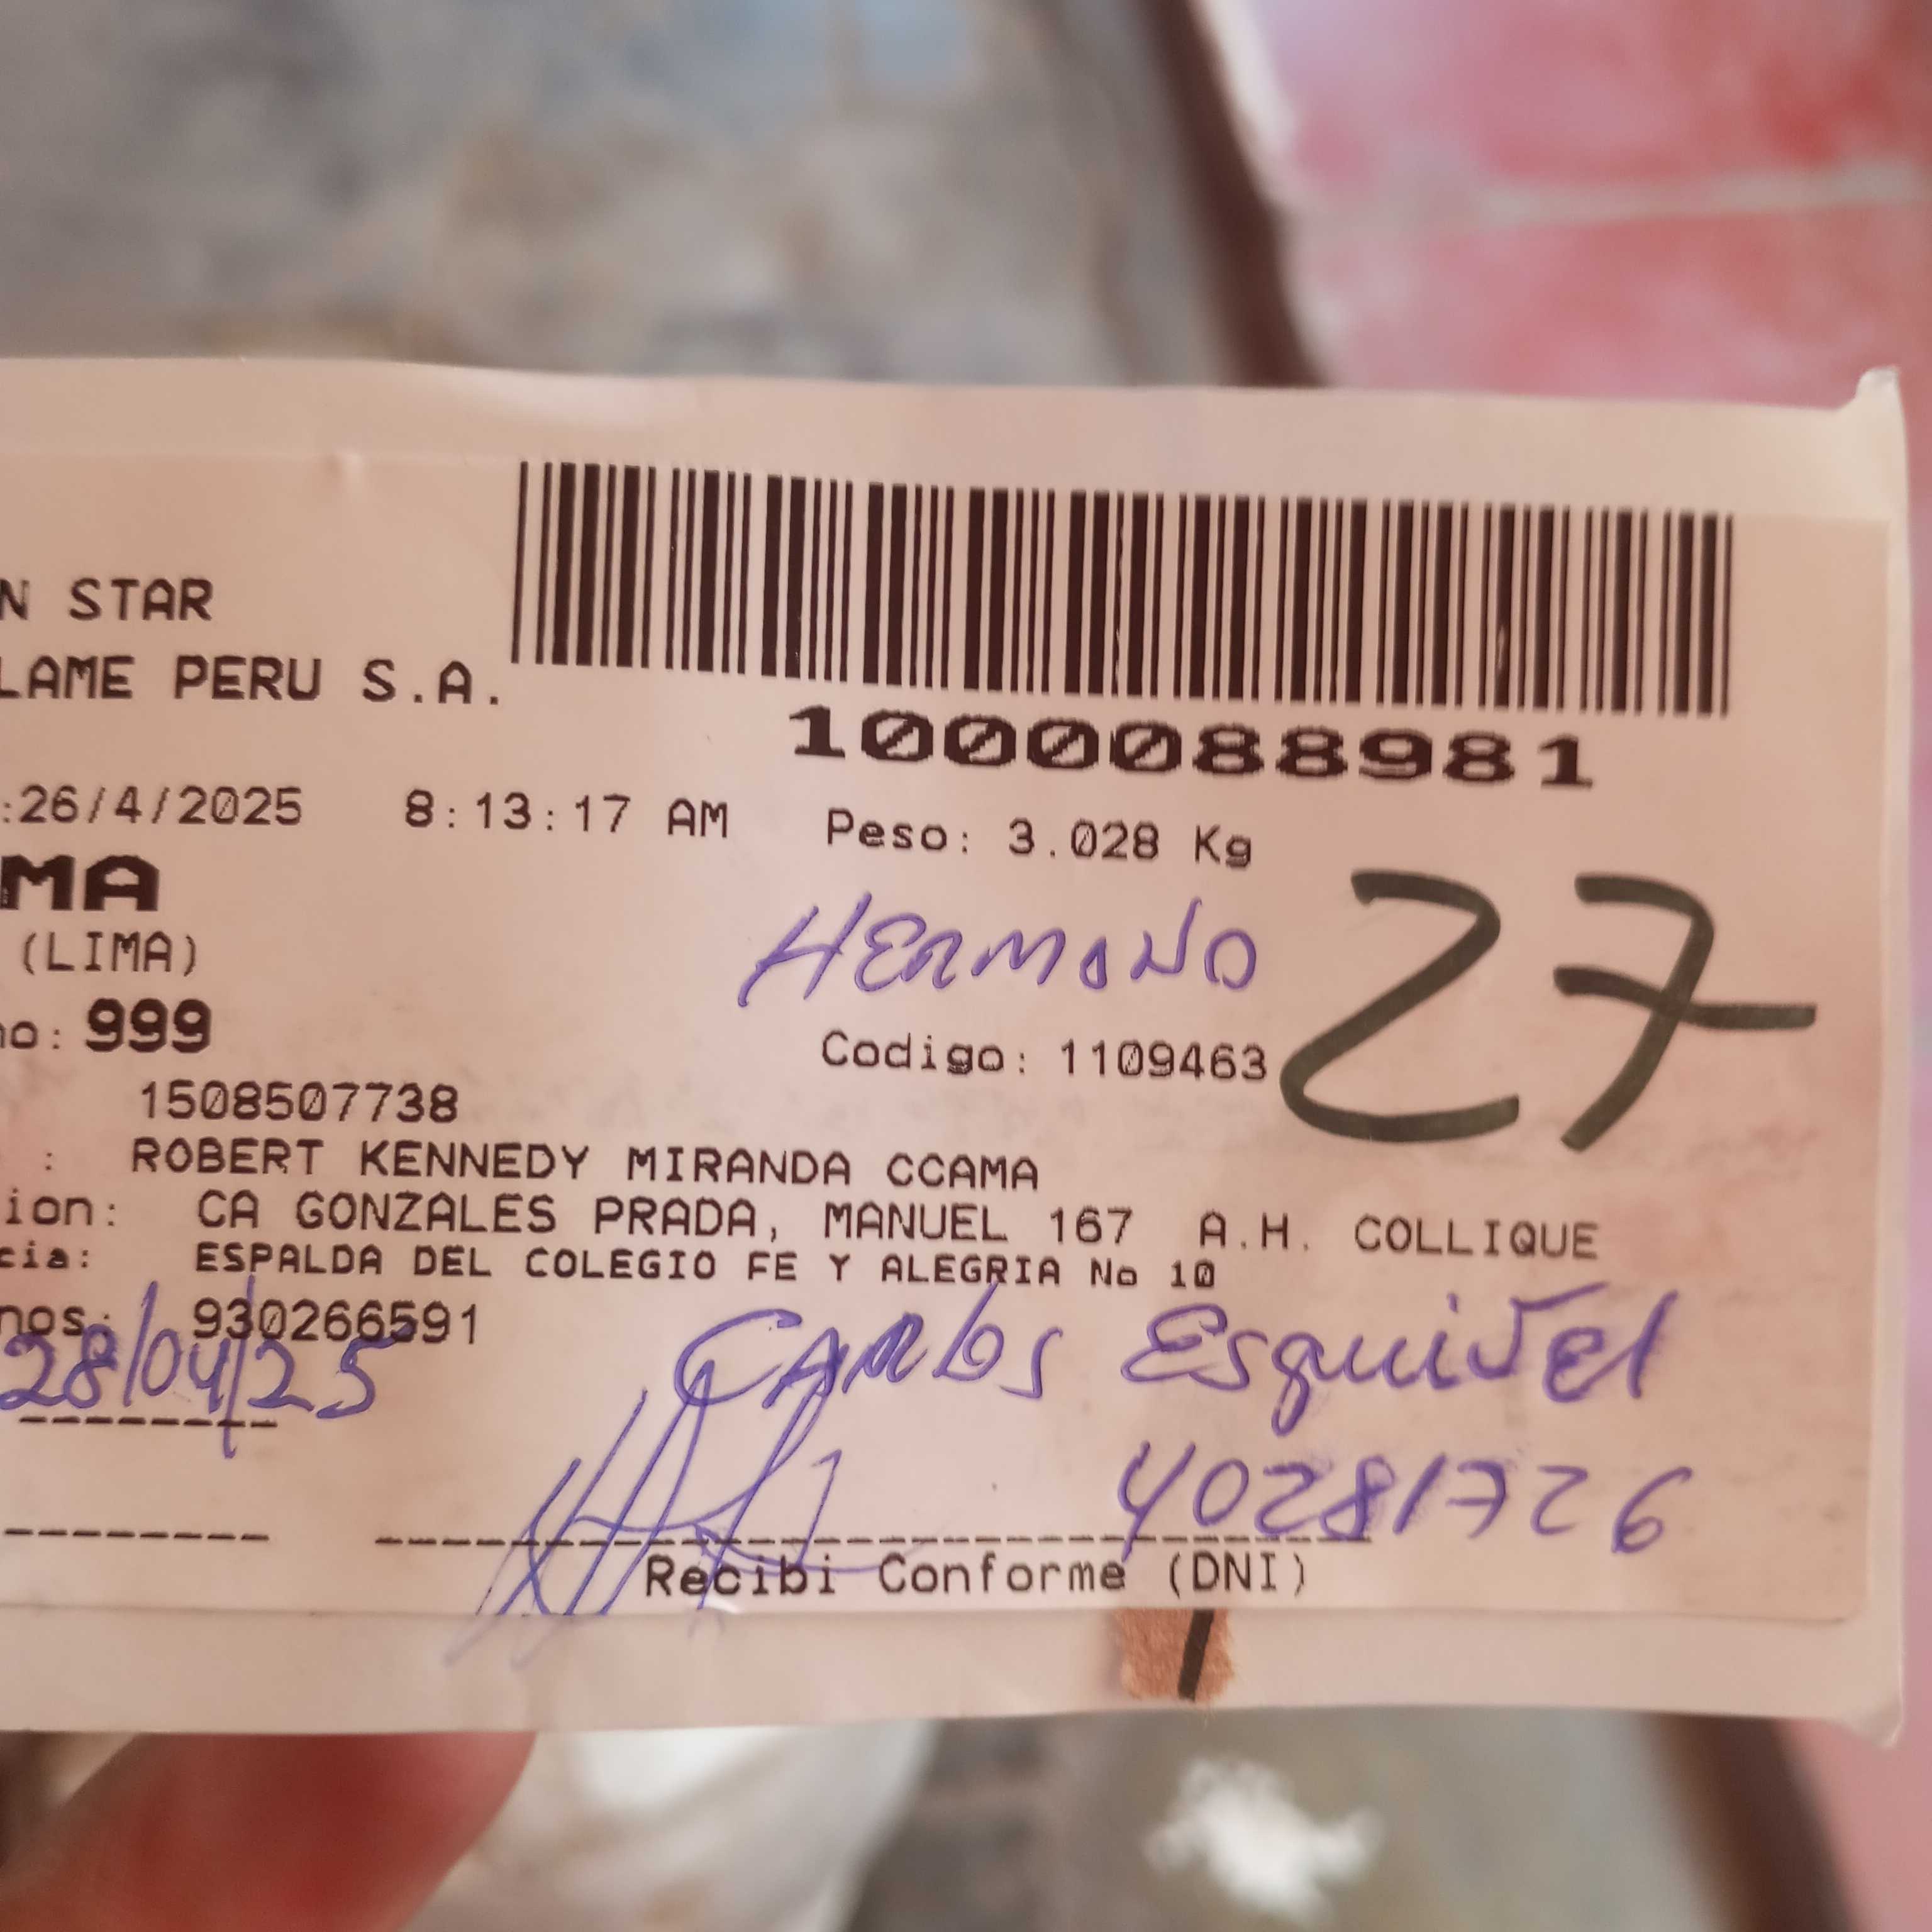 N STAR
LAME PERU S.A.
1000088981
:26/4/2025 8:13:17 AM Peso: 3.028 Kg
MA
(LIMA)
HERMANO
27
no: 999
Codigo: 1109463
1508507738
: ROBERT KENNEDY MIRANDA CCAMA
ion: CA GONZALES PRADA, MANUEL 167 A.H. COLLIQUE
cia: ESPALDA DEL COLEGIO FE Y ALEGRIA No 10
nos: 930266591
28/04/25
CARLOS ESquiVel
40281726
Recibi Conforme (DNI)